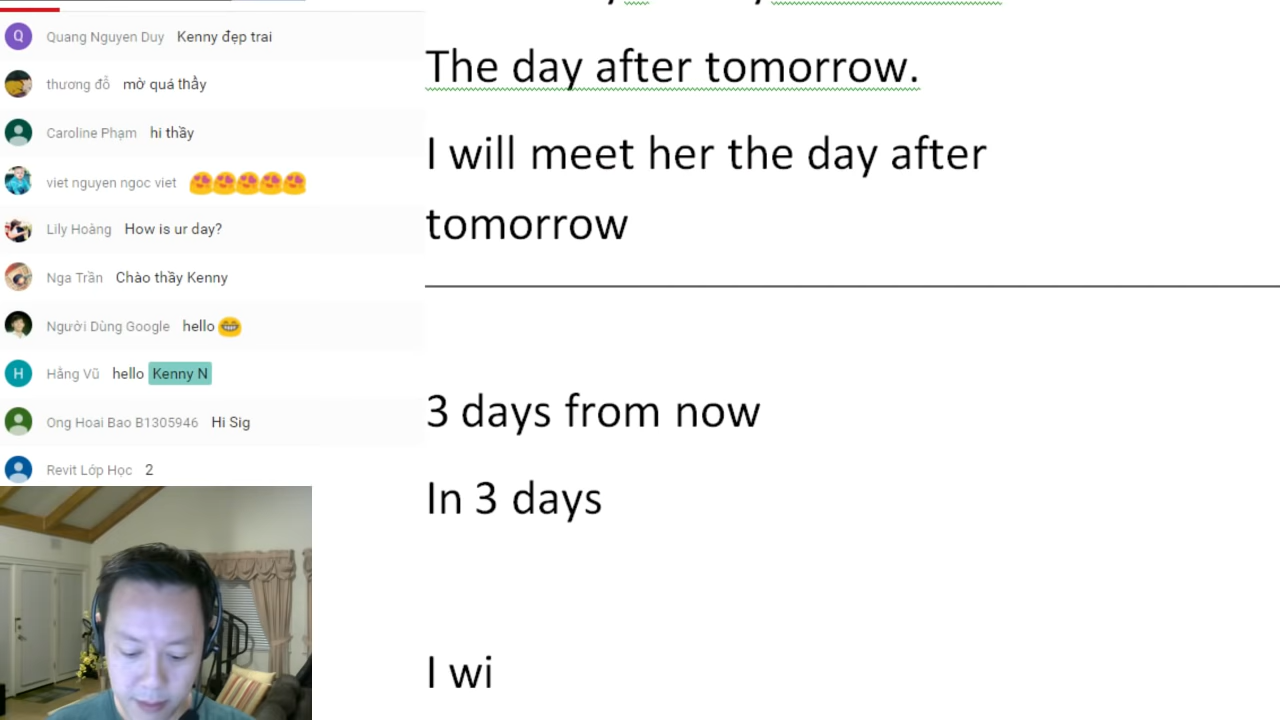 Quang Nguyen Duy Kenny đẹp trai
thương đỗ mờ quá thầy
Caroline Phạm hi thầy
viet nguyen ngoc viet 😍😍😍😍😍
Lily Hoàng How is ur day?
Nga Trần Chào thầy Kenny
Người Dùng Google hello 😁
H
Hằng Vũ hello Kenny N
Ong Hoai Bao B1305946 Hi Sig
Revit Lớp Học 2
Q
The day after tomorrow.
I will meet her the day after
tomorrow
3 days from now
In 3 days
I wi